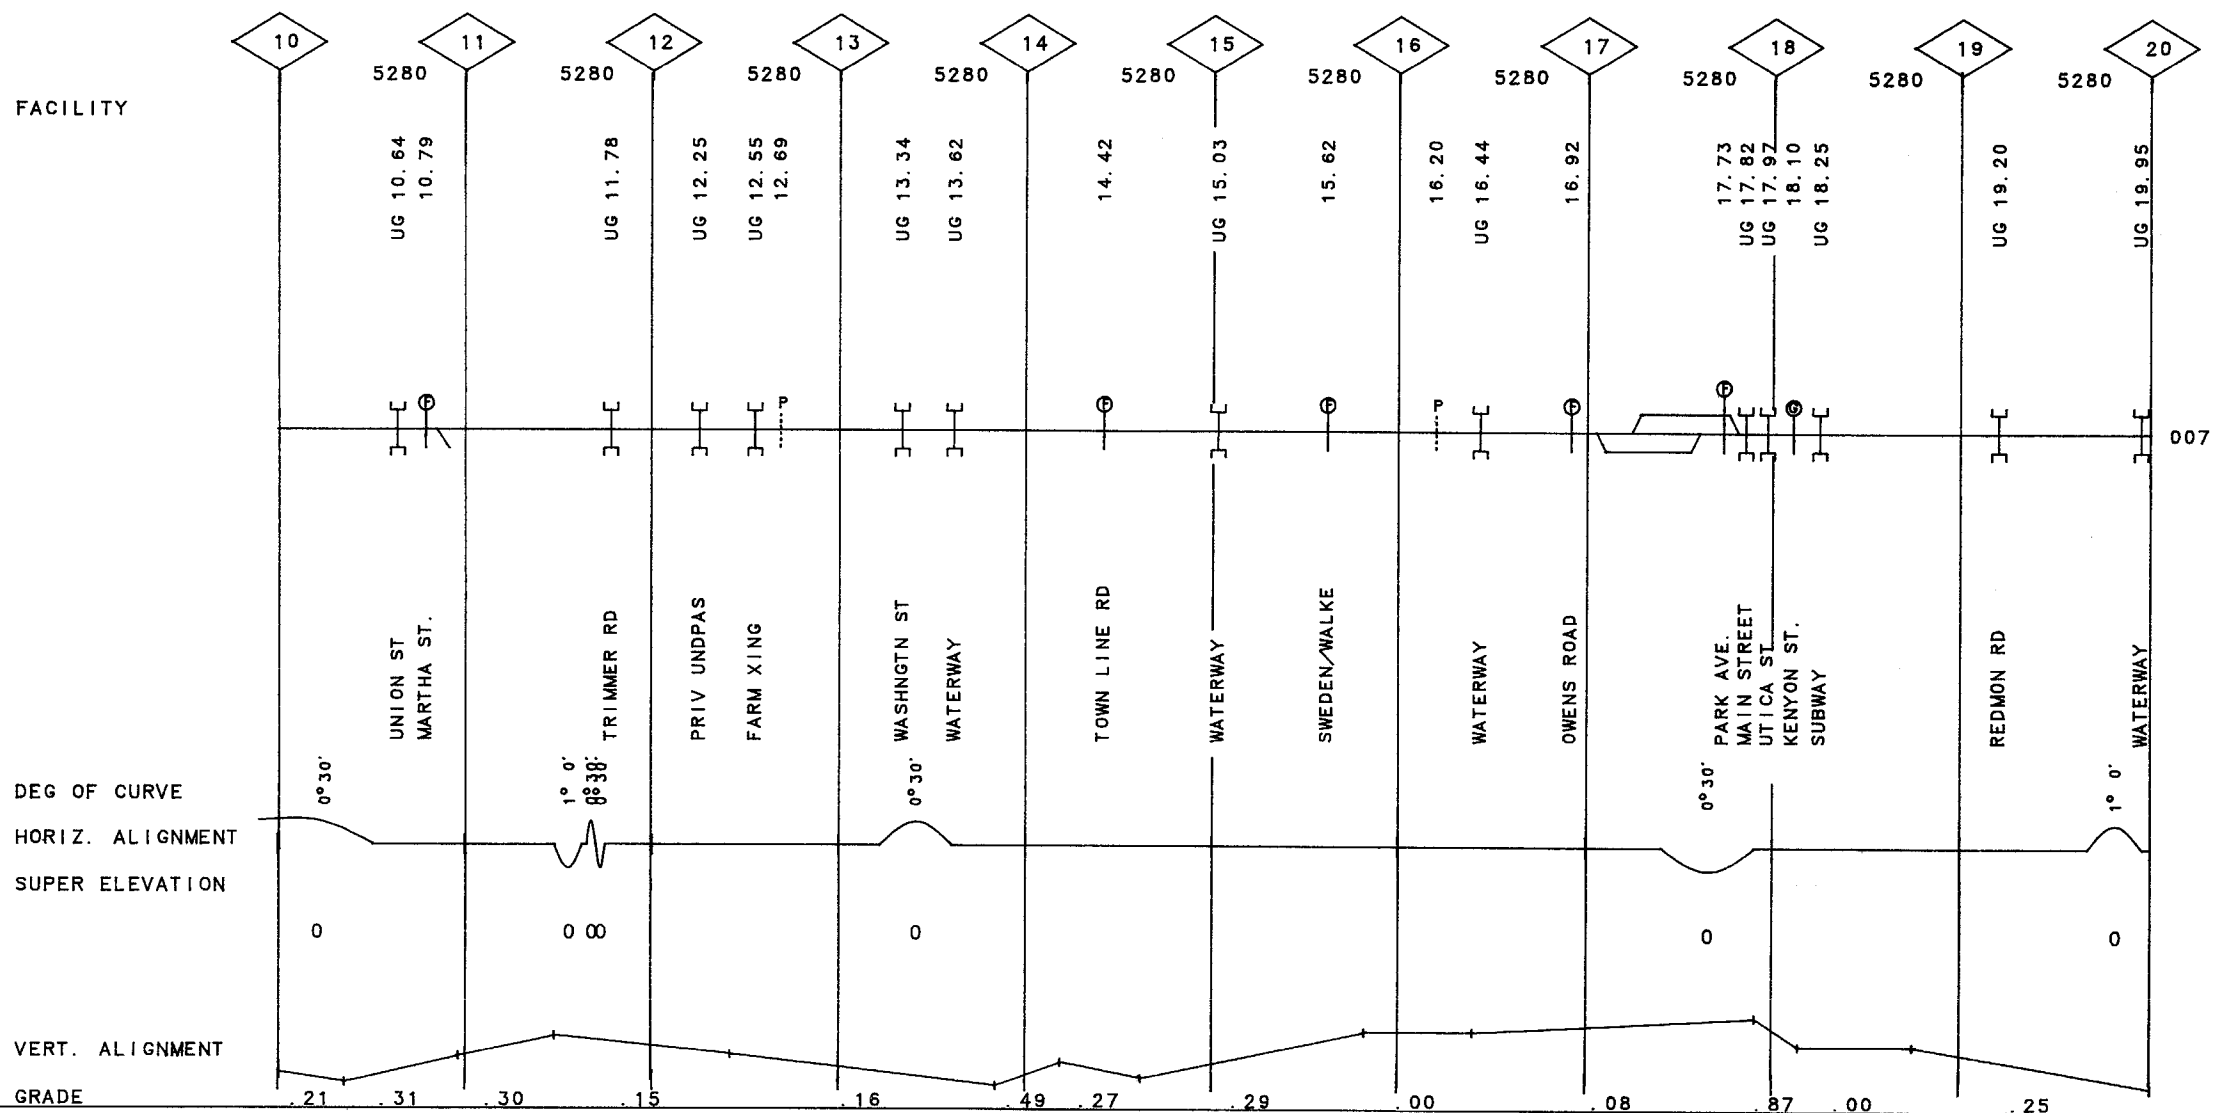 10 11 12 13 14 15 16 17 18 19 20
5280 5280 5280 5280 5280 5280 5280 5280 5280 5280
FACILITY
UG 10.64
10.79
UG 11.78
UG 12.25
UG 12.55
12.69
UG 13.34
UG 13.62
14.42
UG 15.03
15.62
16.20
UG 16.44
16.92
17.73
UG 17.82
UG 17.97
18.10
UG 18.25
UG 19.20
UG 19.95
F P F F P F F G
007
UNION ST
MARTHA ST.
TRIMMER RD
PRIV UNDPAS
FARM XING
WASHNGTN ST
WATERWAY
TOWN LINE RD
WATERWAY
SWEDEN/WALKE
WATERWAY
OWENS ROAD
PARK AVE.
MAIN STREET
UTICA ST.
KENYON ST.
SUBWAY
REDMON RD
WATERWAY
DEG OF CURVE
0°30' 1° 0' 0°30' 0°30' 0°30' 1° 0'
HORIZ. ALIGNMENT
SUPER ELEVATION
0 0 00 0 0 0
VERT. ALIGNMENT
GRADE
.21 .31 .30 .15 .16 .49 .27 .29 .00 .08 .87 .00 .25